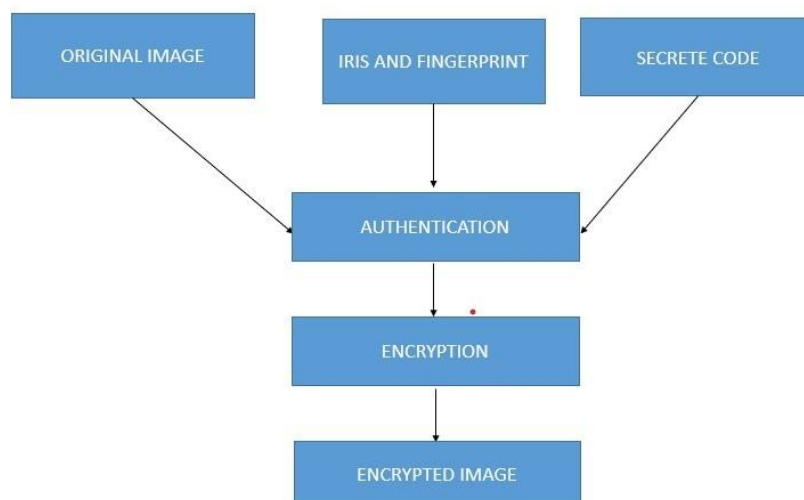 ORIGINAL IMAGE
IRIS AND FINGERPRINT
SECRETE CODE
AUTHENTICATION
ENCRYPTION
ENCRYPTED IMAGE